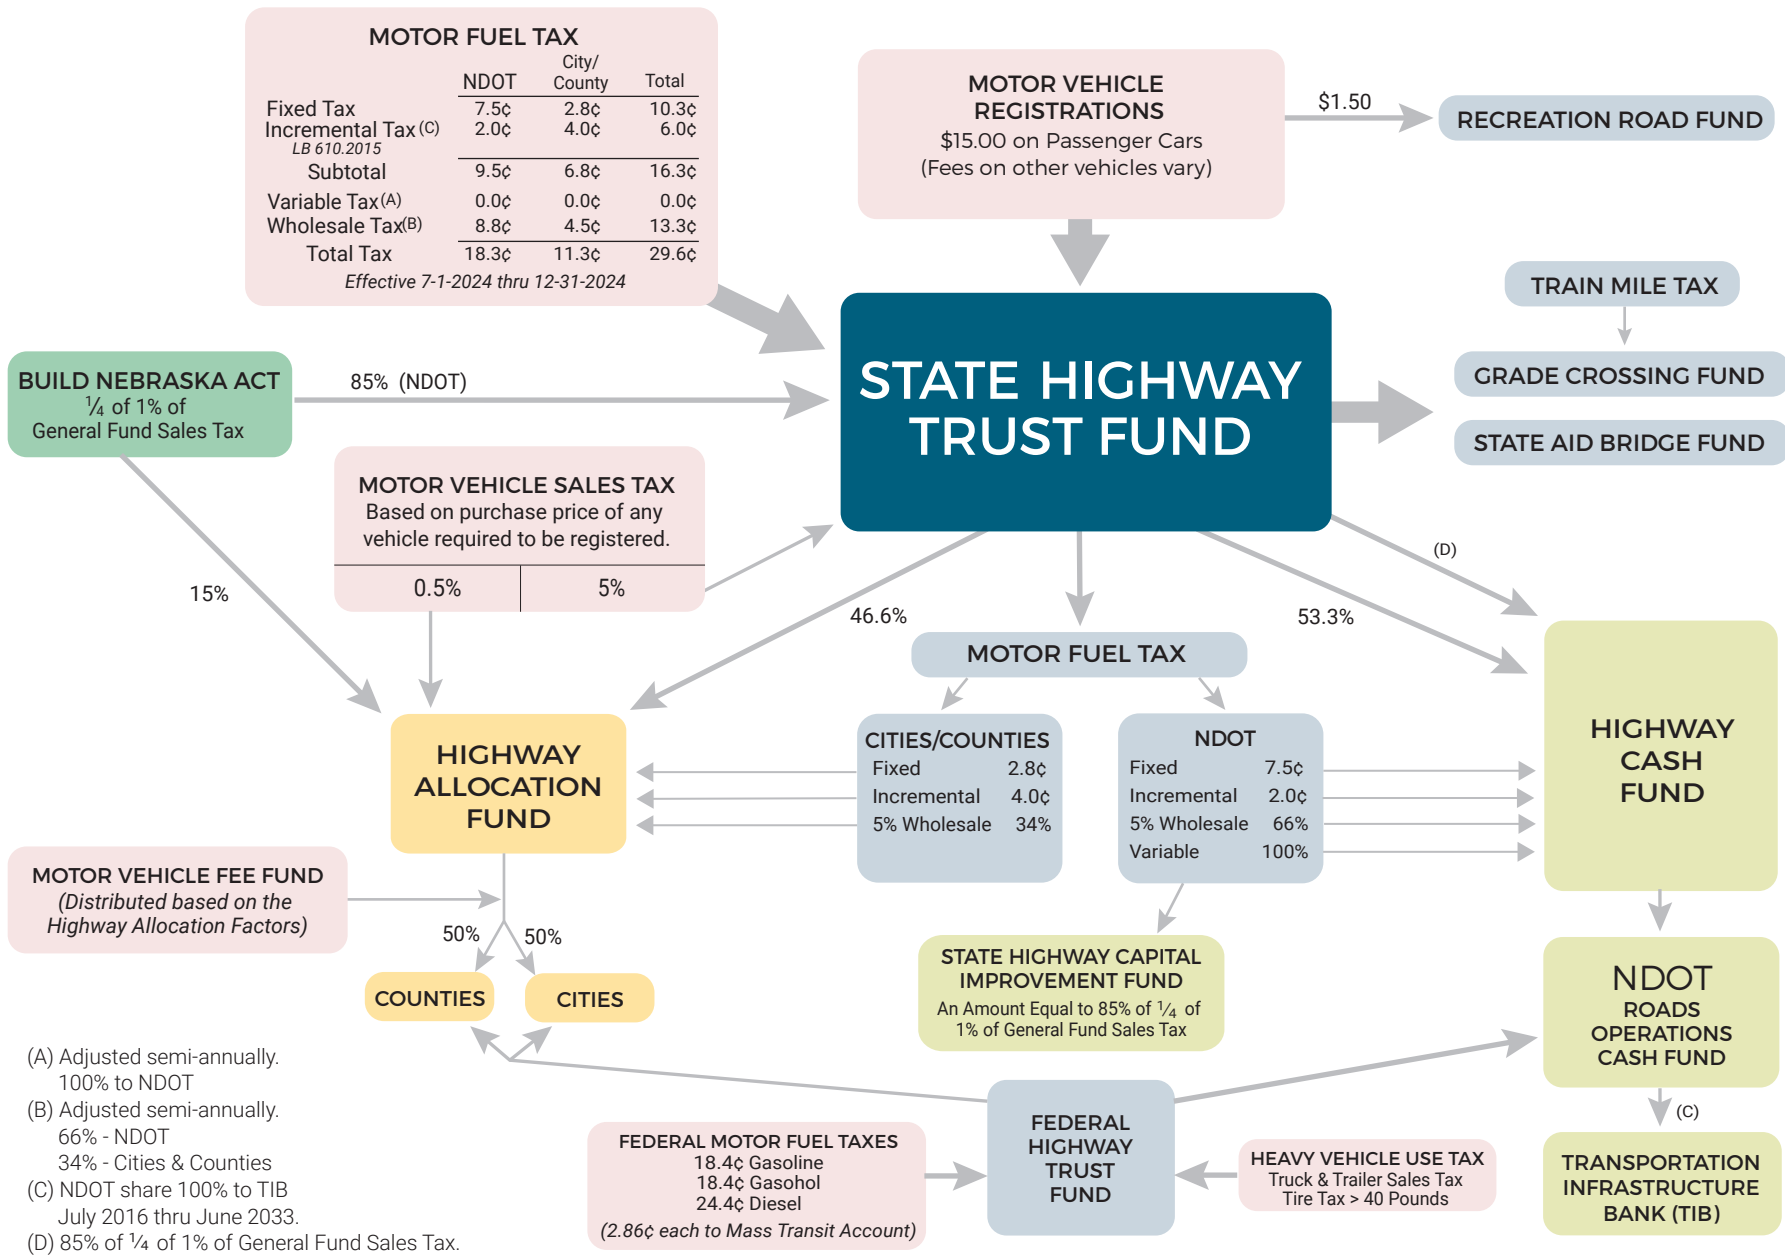 MOTOR FUEL TAX
NDOT City/ County Total
Fixed Tax 7.5¢ 2.8¢ 10.3¢
Incremental Tax (C) 2.0¢ 4.0¢ 6.0¢
LB 610.2015
Subtotal 9.5¢ 6.8¢ 16.3¢
Variable Tax (A) 0.0¢ 0.0¢ 0.0¢
Wholesale Tax(B) 8.8¢ 4.5¢ 13.3¢
Total Tax 18.3¢ 11.3¢ 29.6¢
Effective 7-1-2024 thru 12-31-2024
MOTOR VEHICLE
REGISTRATIONS
$15.00 on Passenger Cars
(Fees on other vehicles vary)
$1.50
RECREATION ROAD FUND
TRAIN MILE TAX
GRADE CROSSING FUND
STATE AID BRIDGE FUND
STATE HIGHWAY
TRUST FUND
BUILD NEBRASKA ACT
¼ of 1% of
General Fund Sales Tax
85% (NDOT)
15%
MOTOR VEHICLE SALES TAX
Based on purchase price of any
vehicle required to be registered.
0.5% 5%
46.6%
53.3%
(D)
MOTOR FUEL TAX
HIGHWAY
ALLOCATION
FUND
CITIES/COUNTIES
Fixed 2.8¢
Incremental 4.0¢
5% Wholesale 34%
NDOT
Fixed 7.5¢
Incremental 2.0¢
5% Wholesale 66%
Variable 100%
HIGHWAY
CASH
FUND
MOTOR VEHICLE FEE FUND
(Distributed based on the
Highway Allocation Factors)
50% 50%
COUNTIES
CITIES
STATE HIGHWAY CAPITAL
IMPROVEMENT FUND
An Amount Equal to 85% of ¼ of
1% of General Fund Sales Tax
NDOT
ROADS
OPERATIONS
CASH FUND
(C)
TRANSPORTATION
INFRASTRUCTURE
BANK (TIB)
FEDERAL
HIGHWAY
TRUST
FUND
FEDERAL MOTOR FUEL TAXES
18.4¢ Gasoline
18.4¢ Gasohol
24.4¢ Diesel
(2.86¢ each to Mass Transit Account)
HEAVY VEHICLE USE TAX
Truck & Trailer Sales Tax
Tire Tax > 40 Pounds
(A) Adjusted semi-annually.
100% to NDOT
(B) Adjusted semi-annually.
66% - NDOT
34% - Cities & Counties
(C) NDOT share 100% to TIB
July 2016 thru June 2033.
(D) 85% of ¼ of 1% of General Fund Sales Tax.